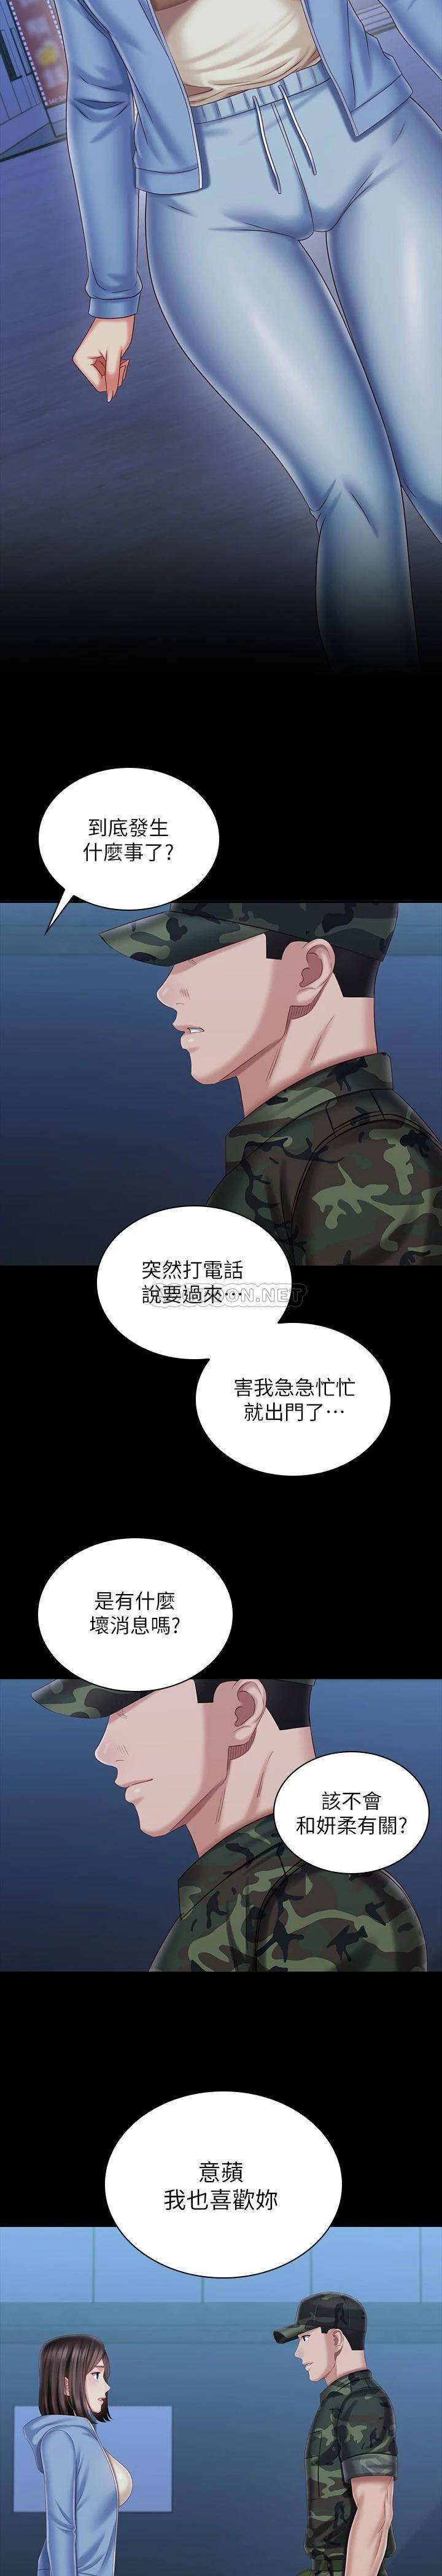 到底發生
什麼事了?
突然打電話
說要過來…
害我急急忙忙
就出門了…
是有什麼
壞消息嗎?
該不會
和妍柔有關?
意蘋
我也喜歡妳